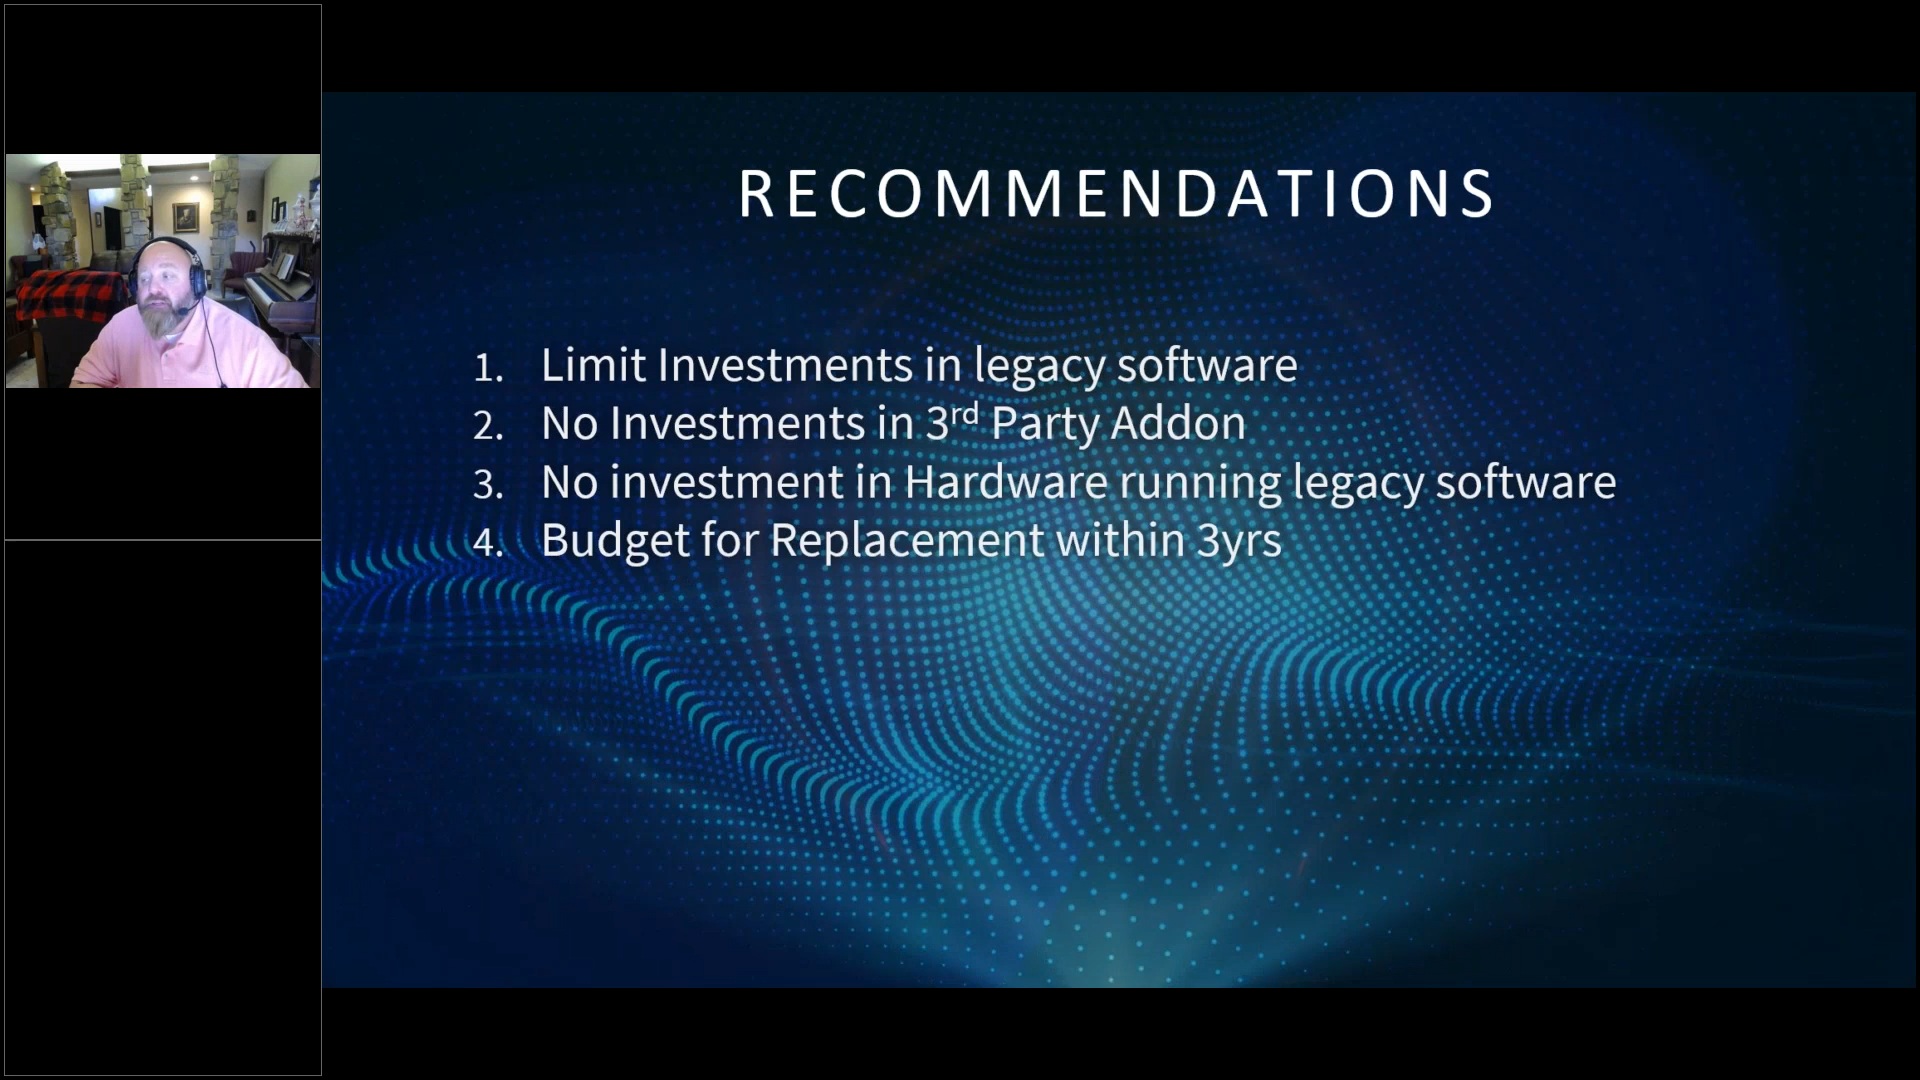 RECOMMENDATIONS
1. Limit Investments in legacy software
2. No Investments in 3rd Party Addon
3. No investment in Hardware running legacy software
4. Budget for Replacement within 3yrs